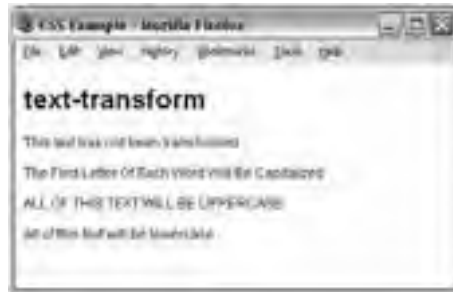 CSS Example - Mozilla Firefox
File Edit View History Bookmarks Tools Help
text-transform
This text has not been transformed
The First Letter Of Each Word Will Be Capitalized
ALL OF THIS TEXT WILL BE UPPERCASE
all of this text will be lowercase